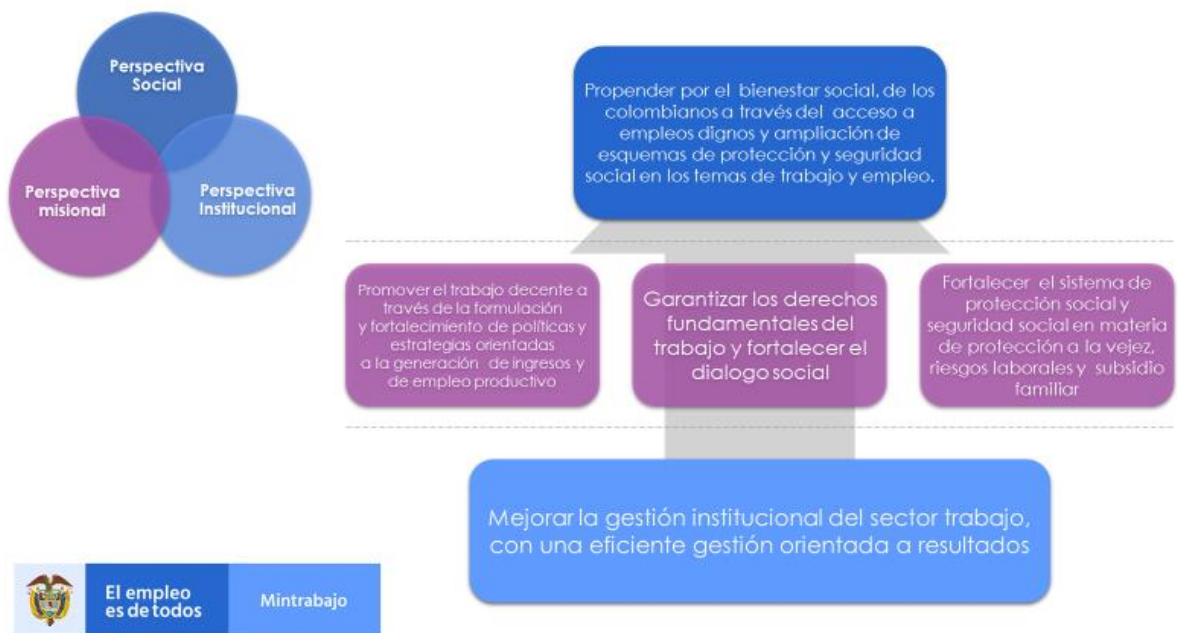 Perspectiva
Social
Perspectiva
misional
Perspectiva
Institucional
Propender por el bienestar social, de los
colombianos a través del acceso a
empleos dignos y ampliación de
esquemas de protección y seguridad
social en los temas de trabajo y empleo.
Promover el trabajo decente a
través de la formulación
y fortalecimiento de políticas y
estrategias orientadas
a la generación de ingresos y
de empleo productivo
Garantizar los derechos
fundamentales del
trabajo y fortalecer el
dialogo social
Fortalecer el sistema de
protección social y
seguridad social en materia
de protección a la vejez,
riesgos laborales y subsidio
familiar
Mejorar la gestión institucional del sector trabajo,
con una eficiente gestión orientada a resultados
El empleo
es de todos
Mintrabajo